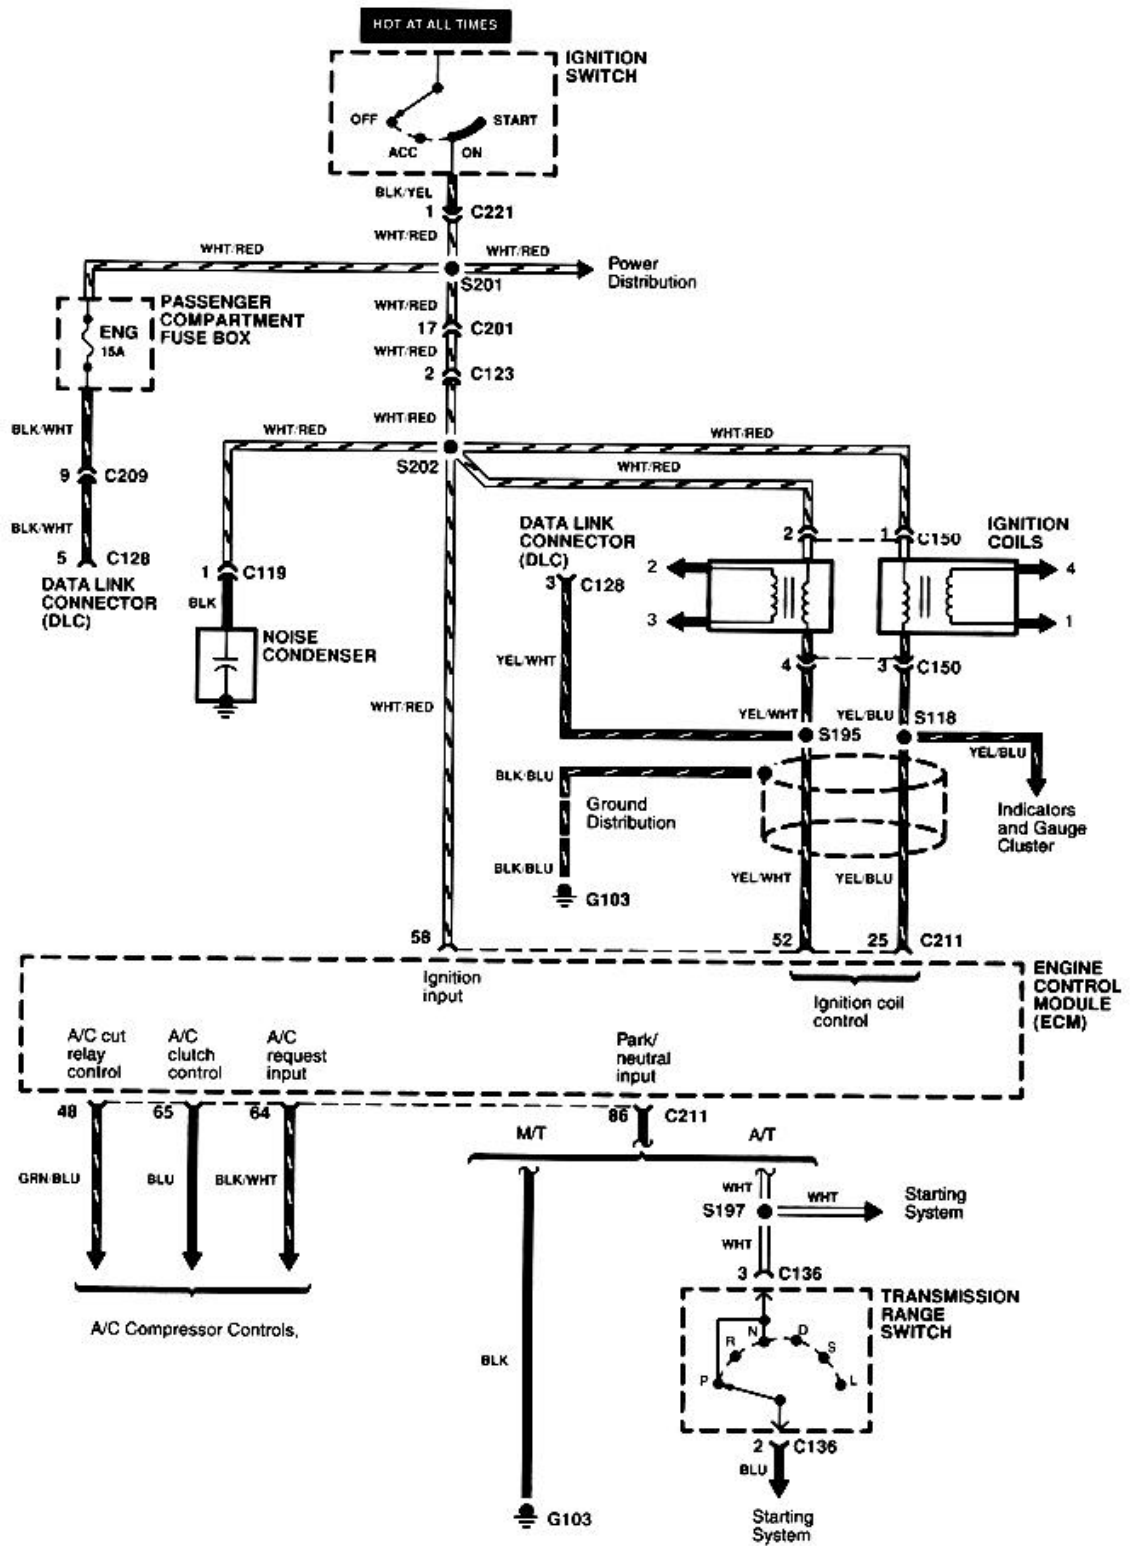 HOT AT ALL TIMES
IGNITION
SWITCH
OFF
START
ACC
ON
BLK/YEL
1
C221
WHT/RED
WHT/RED
WHT/RED
S201
Power
Distribution
PASSENGER
COMPARTMENT
FUSE BOX
ENG
15A
WHT/RED
17
C201
WHT/RED
2
C123
WHT/RED
BLK/WHT
9
C209
BLK/WHT
5
C128
DATA LINK
CONNECTOR
(DLC)
WHT/RED
WHT/RED
S202
WHT/RED
1
C119
BLK
NOISE
CONDENSER
DATA LINK
CONNECTOR
(DLC)
3
C128
2
1
C150
IGNITION
COILS
2
3
4
1
4
3
C150
YEL/WHT
WHT/RED
YEL/WHT
YEL/BLU
S118
S195
YEL/BLU
BLK/BLU
Ground
Distribution
Indicators
and Gauge
Cluster
BLK/BLU
G103
YEL/WHT
YEL/BLU
58
52
25
C211
Ignition
input
Ignition coil
control
ENGINE
CONTROL
MODULE
(ECM)
A/C cut
relay
control
A/C
clutch
control
A/C
request
input
Park/
neutral
input
48
65
64
86
C211
M/T
A/T
GRN/BLU
BLU
BLK/WHT
A/C Compressor Controls,
WHT
WHT
S197
Starting
System
WHT
3
C136
TRANSMISSION
RANGE
SWITCH
P
R
N
D
S
L
BLK
2
C136
BLU
G103
Starting
System